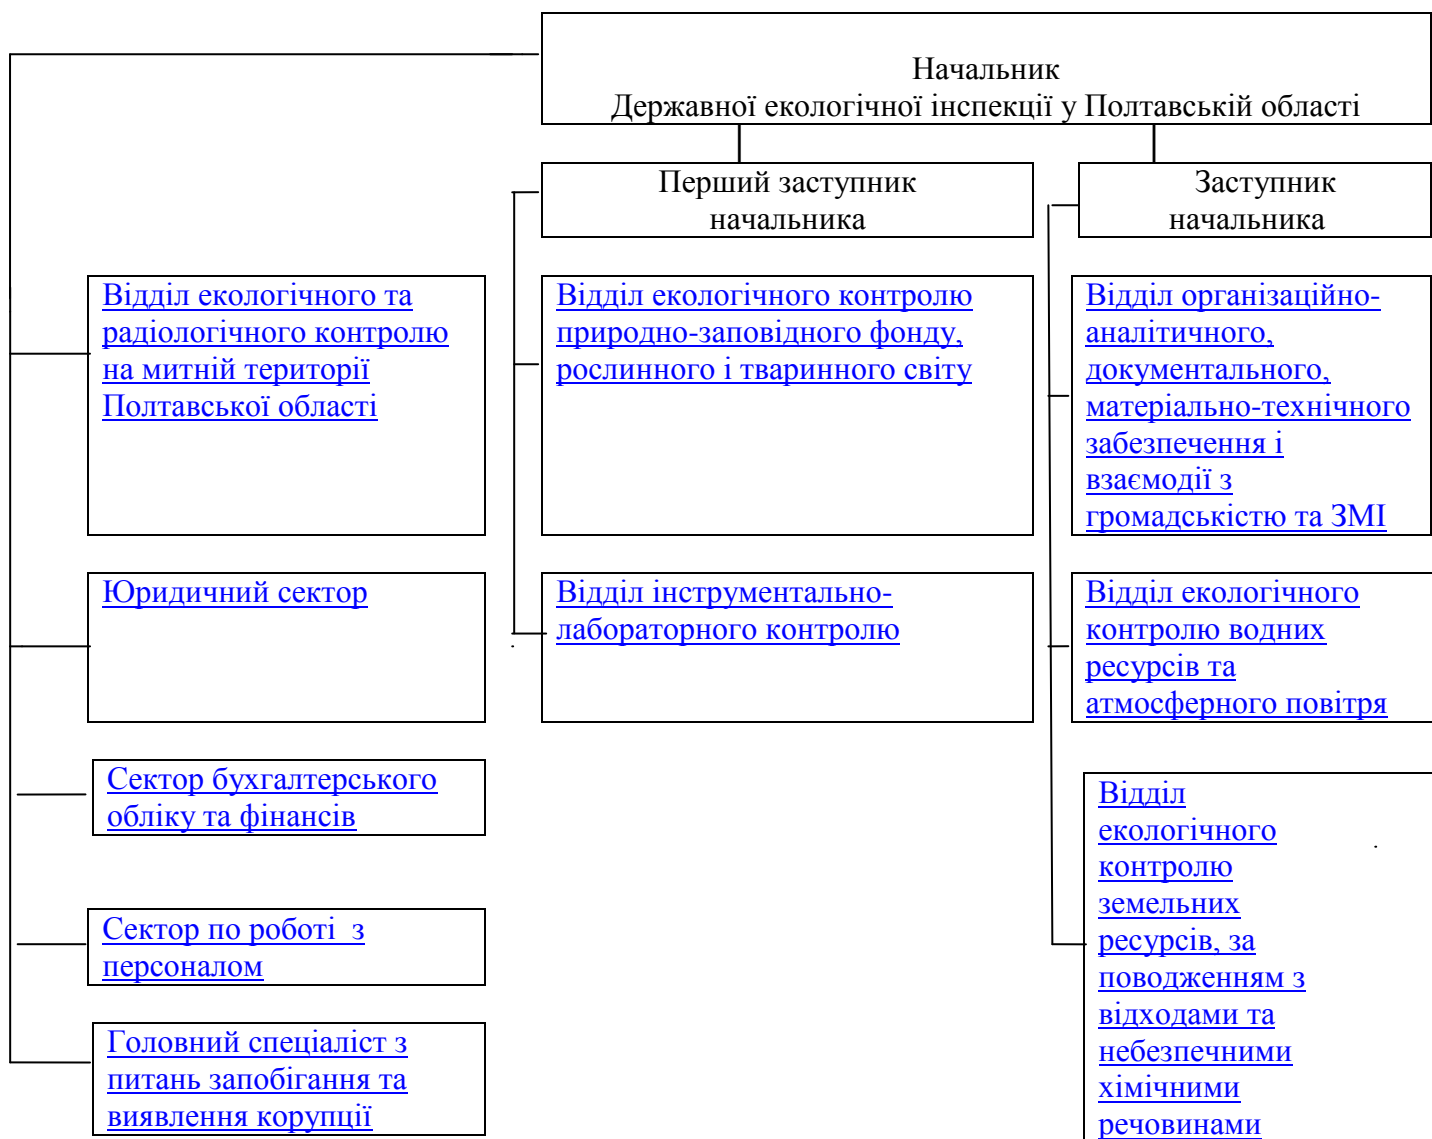 Начальник
Державної екологічної інспекції у Полтавській області
Перший заступник
начальника
Заступник
начальника
Відділ екологічного та
радіологічного контролю
на митній території
Полтавської області
Відділ екологічного контролю
природно-заповідного фонду,
рослинного і тваринного світу
Відділ організаційно-
аналітичного,
документального,
матеріально-технічного
забезпечення і
взаємодії з
громадськістю та ЗМІ
Юридичний сектор
Відділ інструментально-
лабораторного контролю
Відділ екологічного
контролю водних
ресурсів та
атмосферного повітря
Сектор бухгалтерського
обліку та фінансів
Сектор по роботі  з
персоналом
Головний спеціаліст з
питань запобігання та
виявлення корупції
Відділ
екологічного
контролю
земельних
ресурсів, за
поводженням з
відходами та
небезпечними
хімічними
речовинами